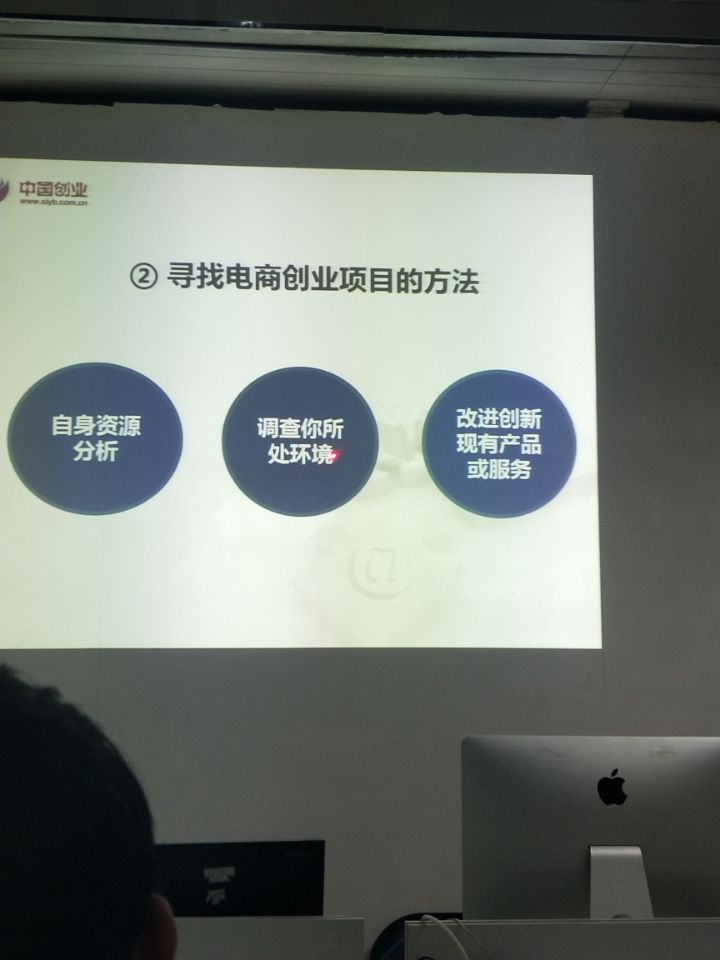 中国创业
www.siyb.com.cn
② 寻找电商创业项目的方法
自身资源
分析
调查你所
处环境
改进创新
现有产品
或服务